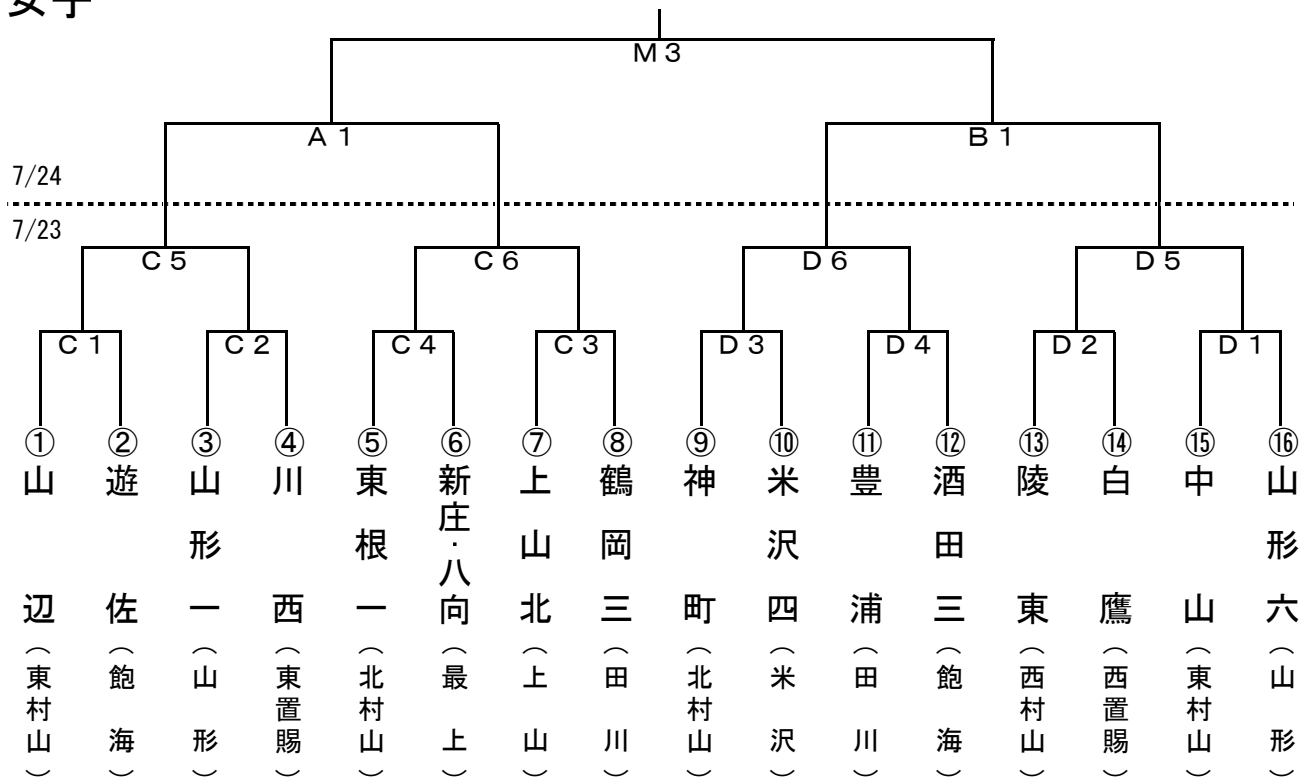 女子
M3
A1
B1
7/24
7/23
C5
C6
D6
D5
C1
C2
C4
C3
D3
D4
D2
D1
①
山辺
(東村山)
②
遊佐
(飽海)
③
山形一
(山形)
④
川西
(東置賜)
⑤
東根一
(北村山)
⑥
新庄・八向
(最上)
⑦
上山北
(上山)
⑧
鶴岡三
(田川)
⑨
神町
(北村山)
⑩
米沢四
(米沢)
⑪
豊浦
(田川)
⑫
酒田三
(飽海)
⑬
陵東
(西村山)
⑭
白鷹
(西置賜)
⑮
中山
(東村山)
⑯
山形六
(山形)